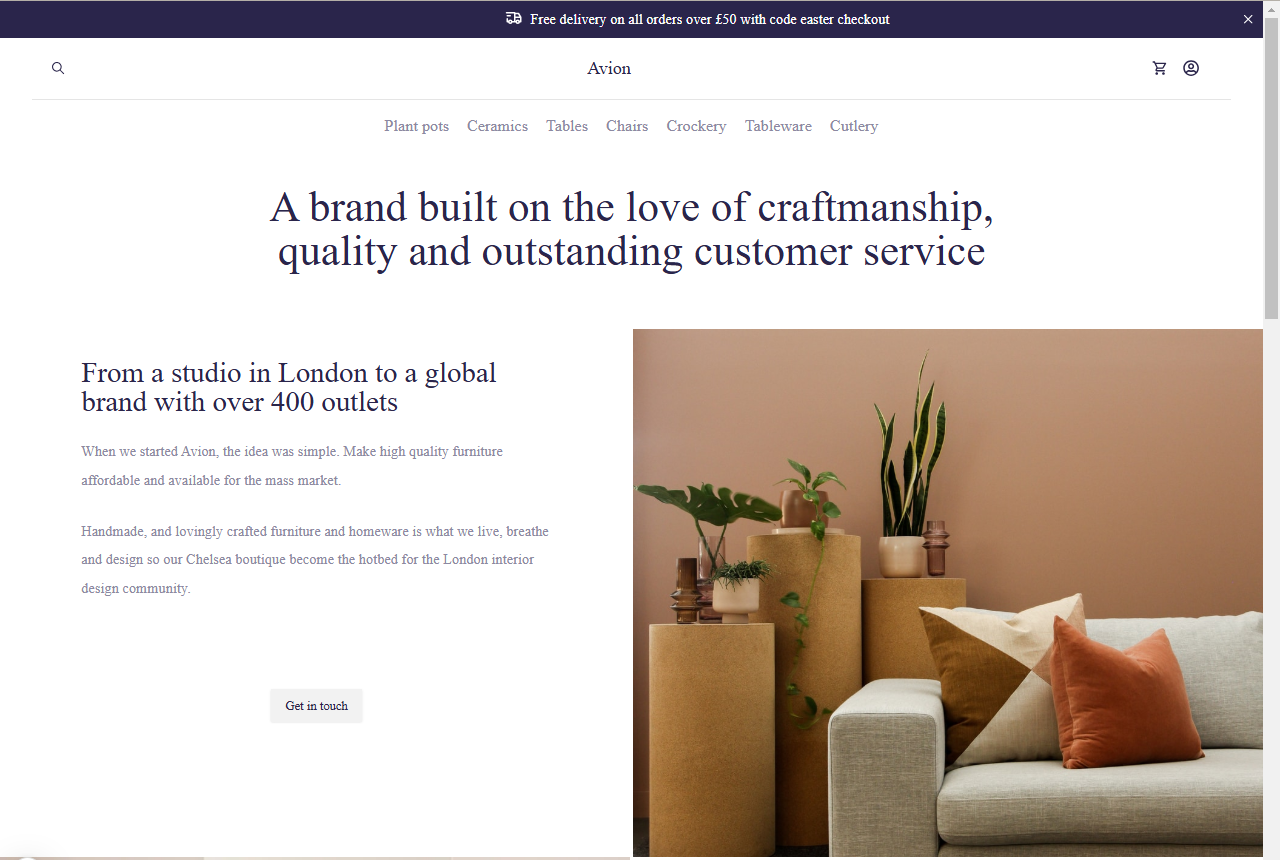 Free delivery on all orders over £50 with code easter checkout
Avion
Plant pots Ceramics Tables Chairs Crockery Tableware Cutlery
A brand built on the love of craftmanship,
quality and outstanding customer service
From a studio in London to a global
brand with over 400 outlets
When we started Avion, the idea was simple. Make high quality furniture
affordable and available for the mass market.
Handmade, and lovingly crafted furniture and homeware is what we live, breathe
and design so our Chelsea boutique become the hotbed for the London interior
design community.
Get in touch